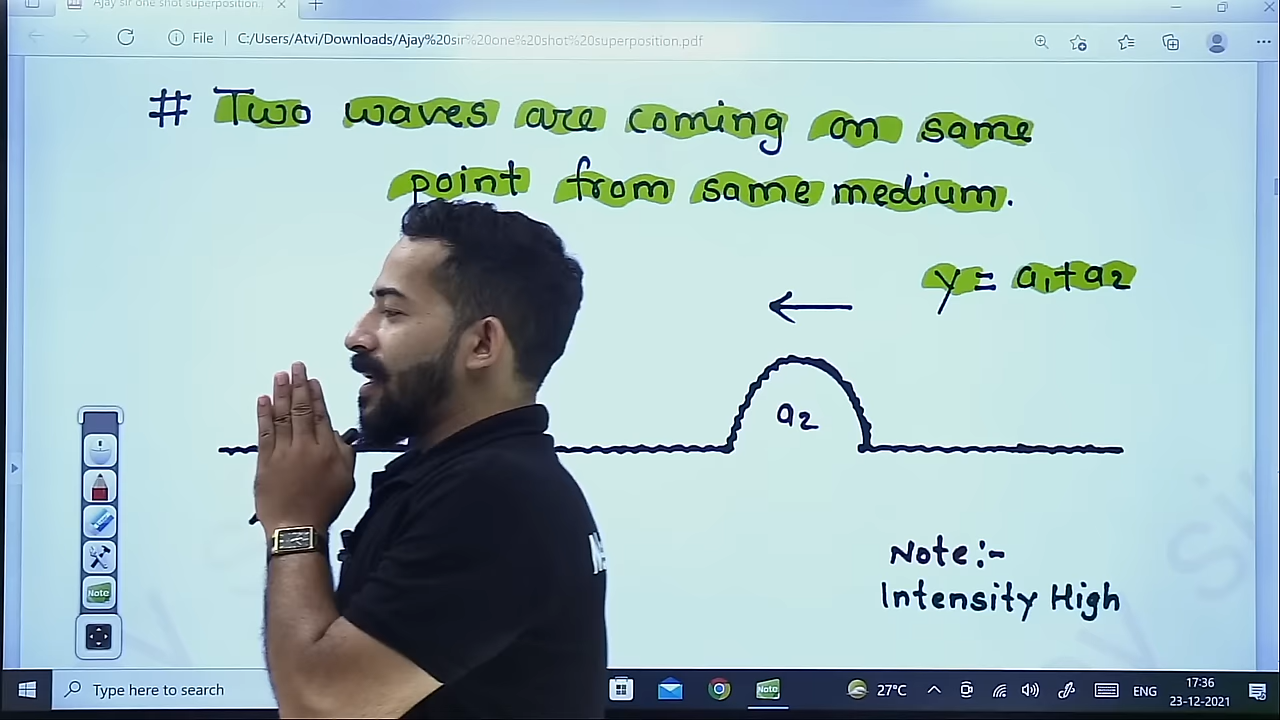 Ajay sir one shot superposition.
File
C:/Users/Atvi/Downloads/Ajay%20sir%20one%20shot%20superposition.pdf
# Two waves are coming on same
point from same medium.
y = a1+a2
a2
Note:-
Intensity High
Note
Type here to search
Note
27°C
ENG
17:36
23-12-2021